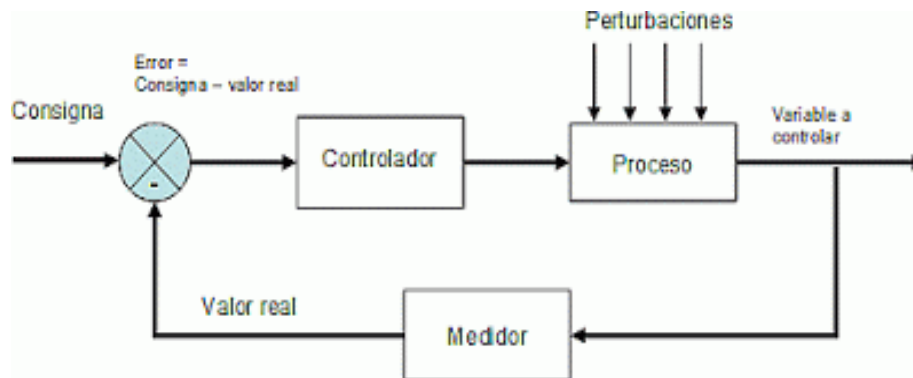 Perturbaciones
Error =
Consigna – valor real
Consigna
Controlador
Proceso
Variable a
controlar
-
Valor real
Medidor